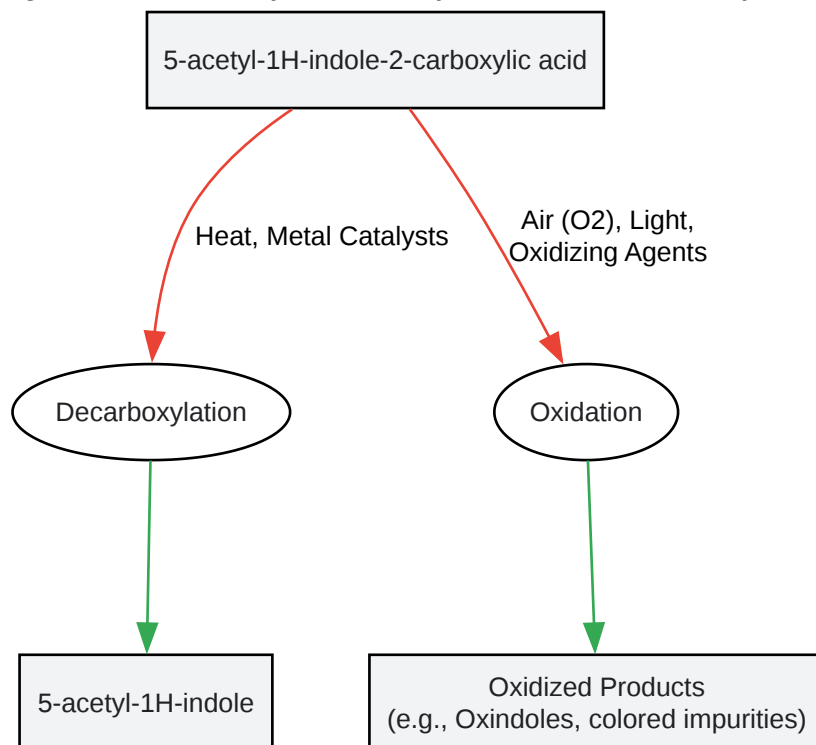 5-acetyl-1H-indole-2-carboxylic acid
Heat, Metal Catalysts
Air (O2), Light,
Oxidizing Agents
Decarboxylation
Oxidation
5-acetyl-1H-indole
Oxidized Products
(e.g., Oxindoles, colored impurities)